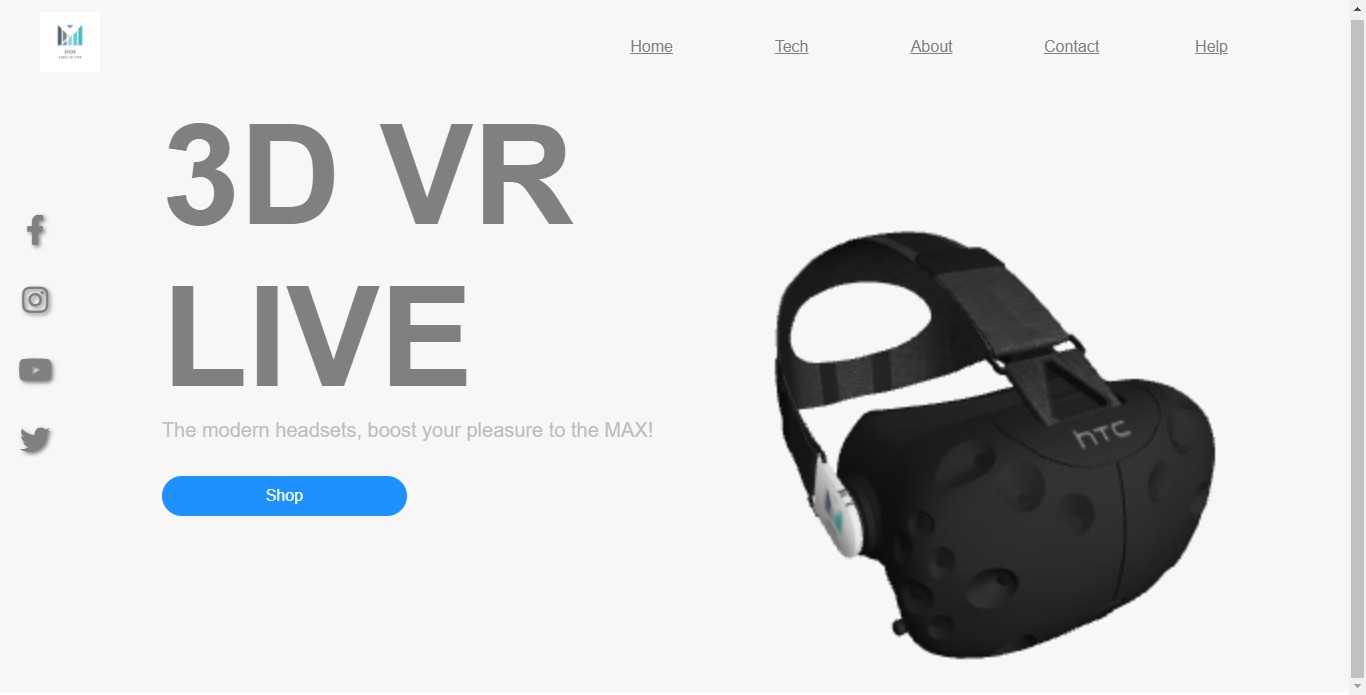 Home
Tech
About
Contact
Help
3D VR
LIVE
The modern headsets, boost your pleasure to the MAX!
Shop
hTC